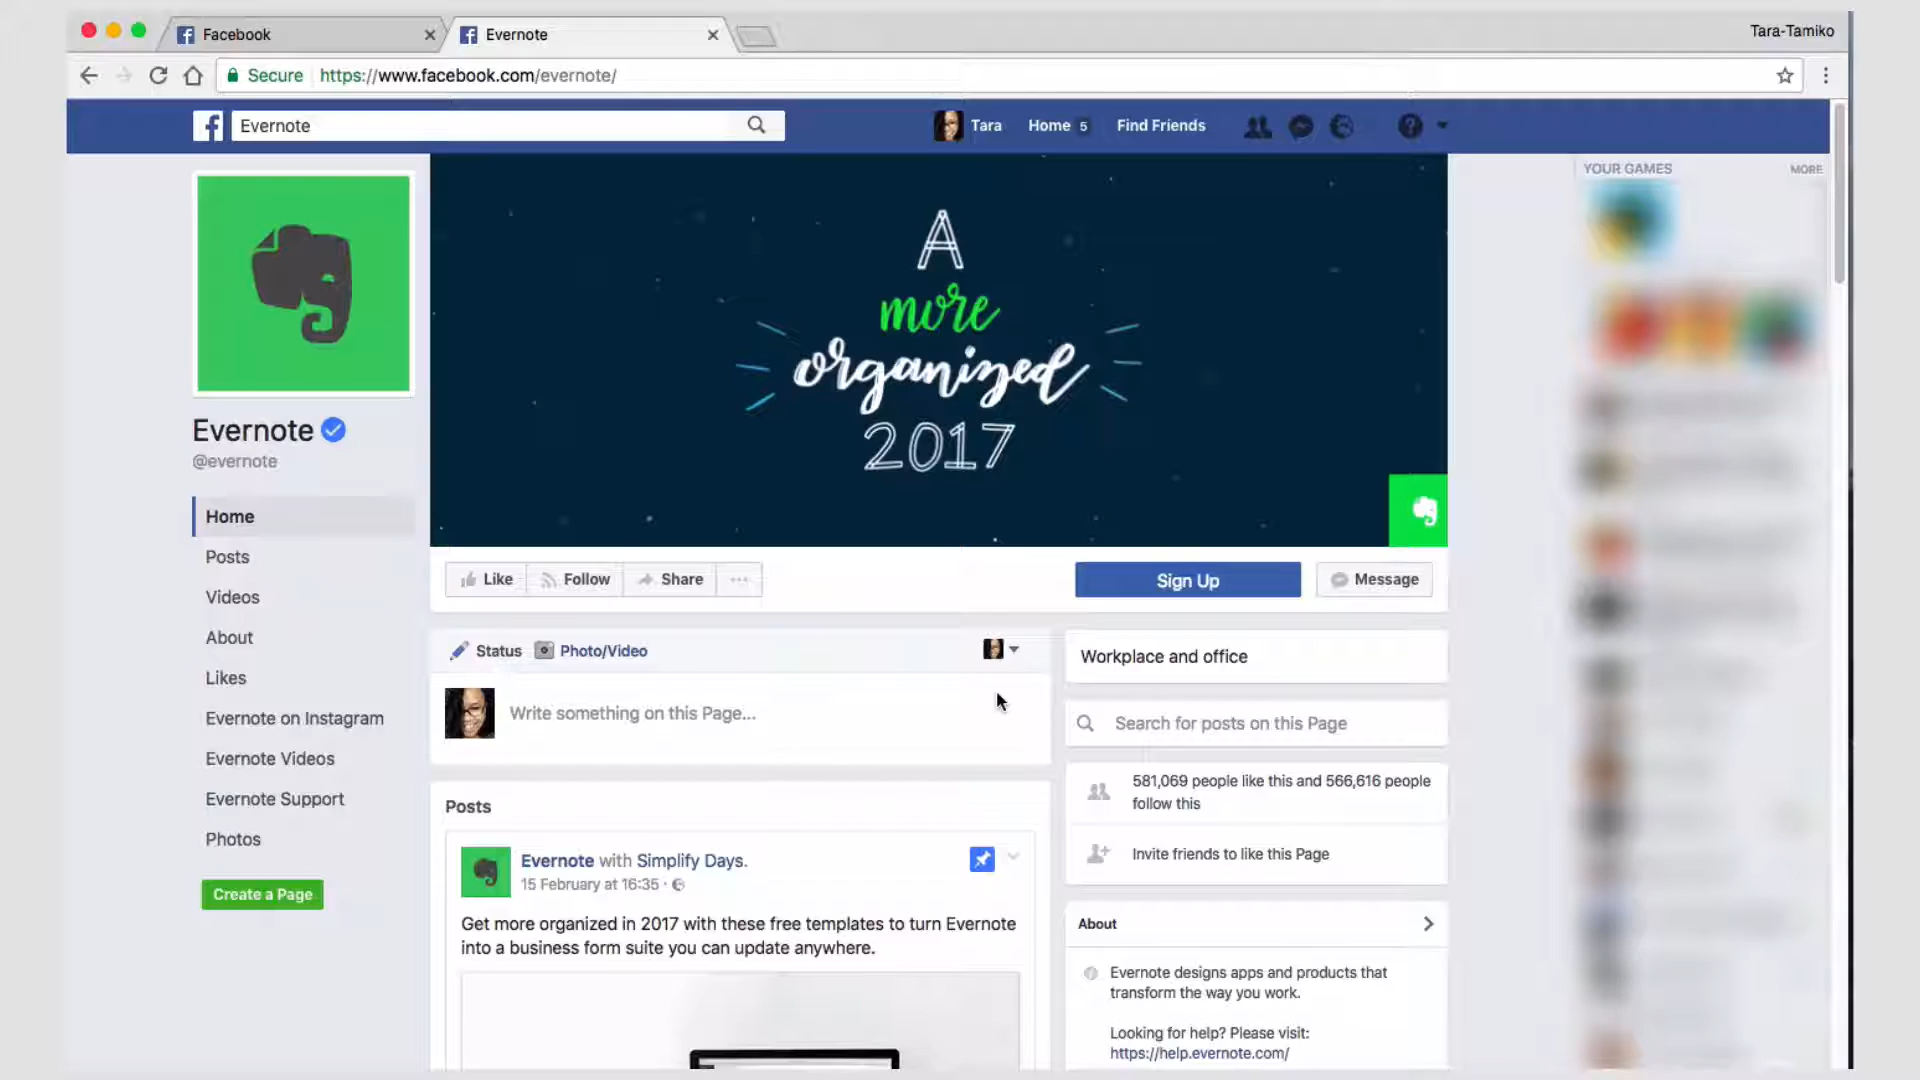 Facebook
Evernote
Tara-Tamiko
Secure
https://www.facebook.com/evernote/
Evernote
Tara
Home 5
Find Friends
YOUR GAMES
MORE
A
more
organized
2017
Evernote
@evernote
Home
Posts
Videos
About
Likes
Evernote on Instagram
Evernote Videos
Evernote Support
Photos
Create a Page
Like
Follow
Share
Sign Up
Message
Status
Photo/Video
Write something on this Page...
Posts
Evernote with Simplify Days.
15 February at 16:35 ·
Get more organized in 2017 with these free templates to turn Evernote
into a business form suite you can update anywhere.
Workplace and office
Search for posts on this Page
581,069 people like this and 566,616 people
follow this
Invite friends to like this Page
About
Evernote designs apps and products that
transform the way you work.
Looking for help? Please visit:
https://help.evernote.com/